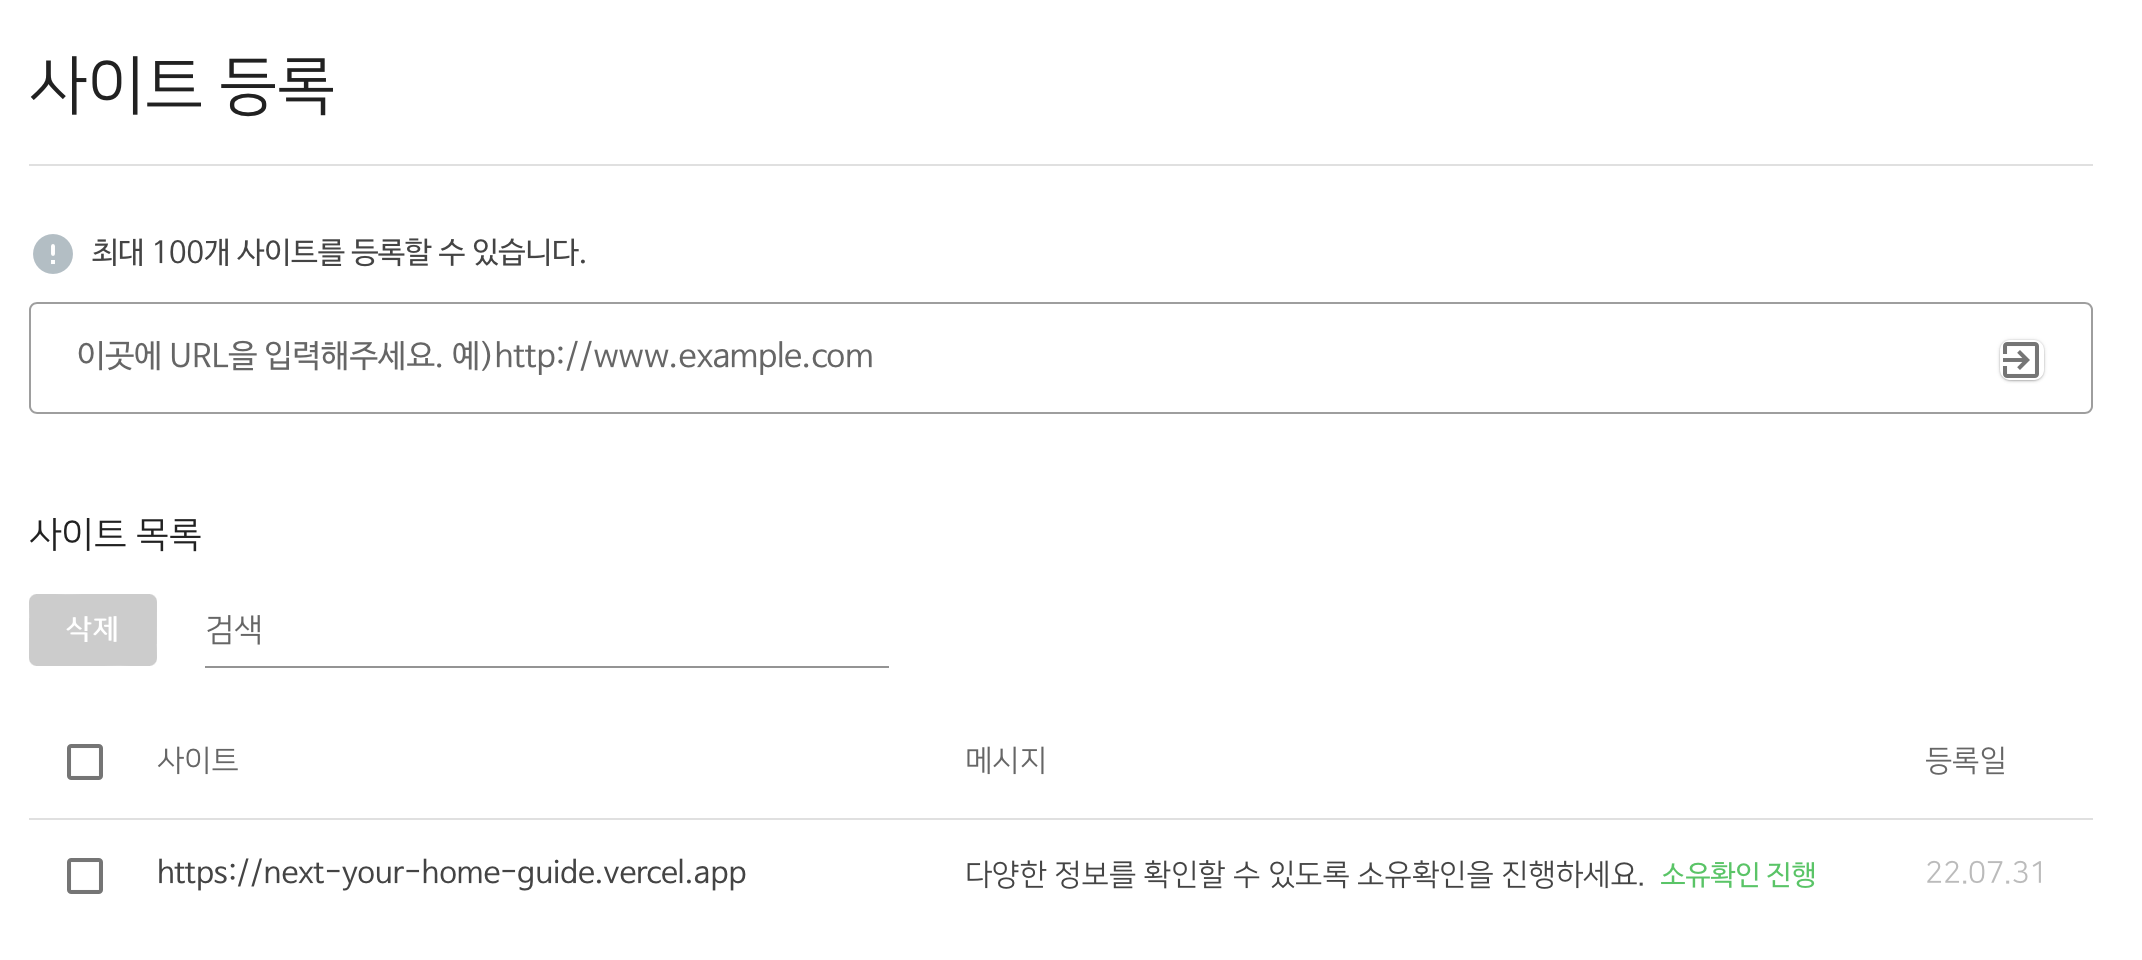 사이트 등록
최대 100개 사이트를 등록할 수 있습니다.
이곳에 URL을 입력해주세요. 예)http://www.example.com
사이트 목록
삭제 검색
사이트 메시지 등록일
https://next-your-home-guide.vercel.app 다양한 정보를 확인할 수 있도록 소유확인을 진행하세요. 소유확인 진행 22.07.31